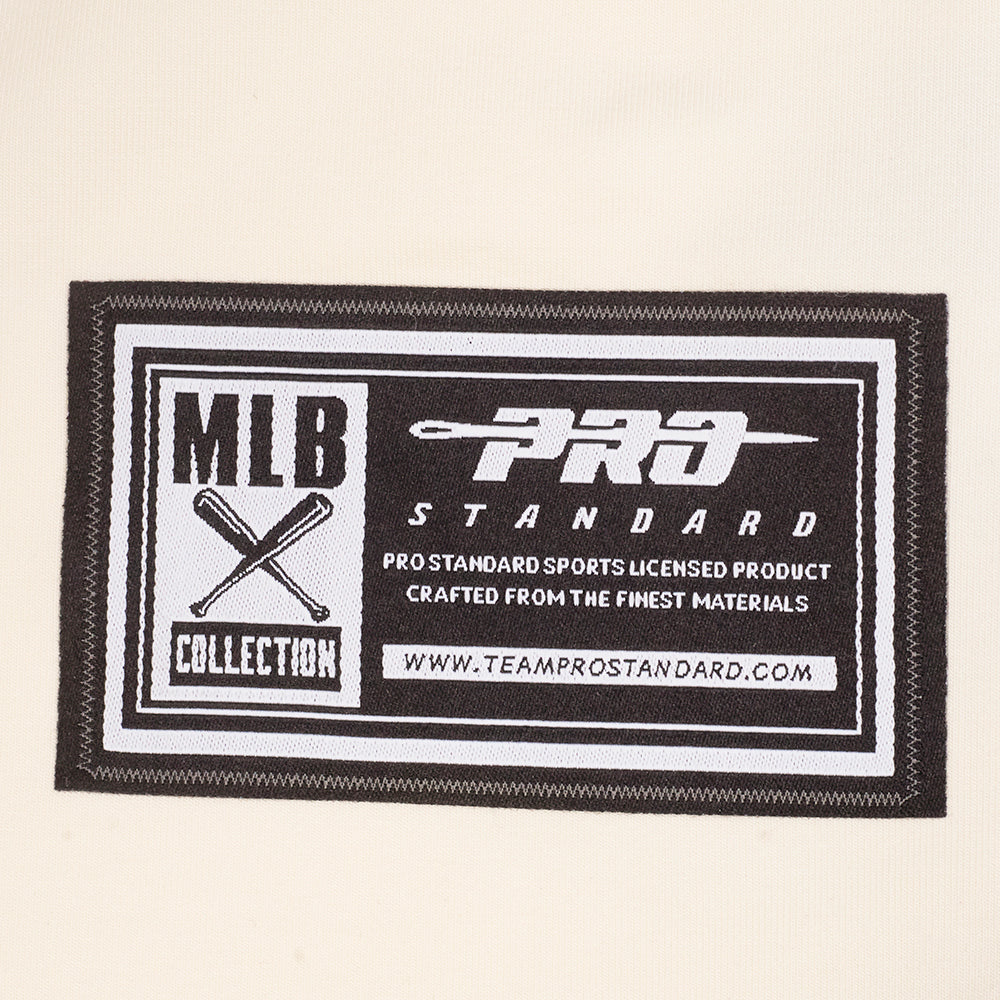 MLB
COLLECTION
PRO
STANDARD
PRO STANDARD SPORTS LICENSED PRODUCT
CRAFTED FROM THE FINEST MATERIALS
WWW.TEAMPROSTANDARD.COM